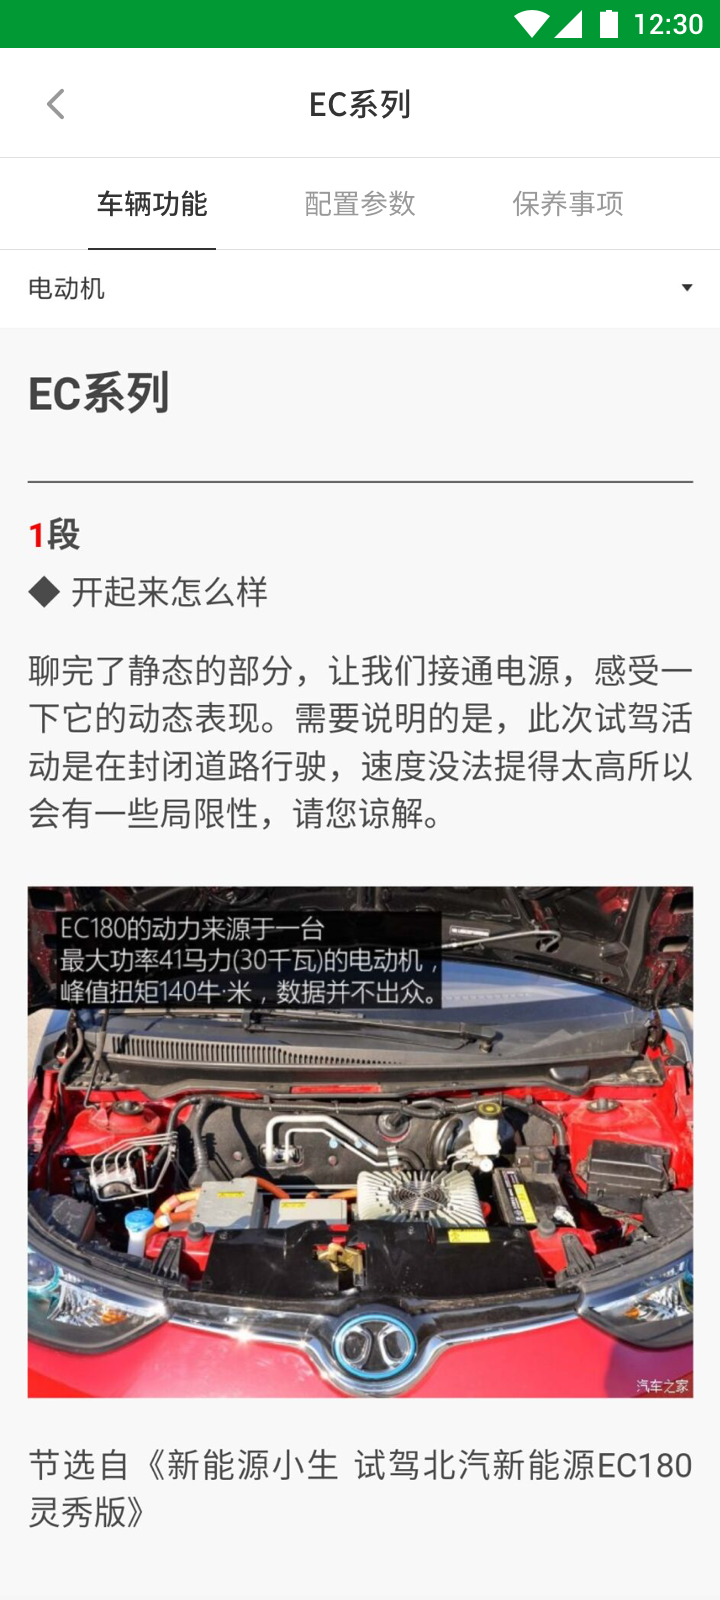 12:30
EC系列
车辆功能
配置参数
保养事项
电动机
EC系列
1段
◆ 开起来怎么样
聊完了静态的部分，让我们接通电源，感受一
下它的动态表现。需要说明的是，此次试驾活
动是在封闭道路行驶，速度没法提得太高所以
会有一些局限性，请您谅解。
EC180的动力来源于一台
最大功率41马力(30千瓦)的电动机，
峰值扭矩140牛·米，数据并不出众。
汽车之家
节选自《新能源小生 试驾北汽新能源EC180
灵秀版》